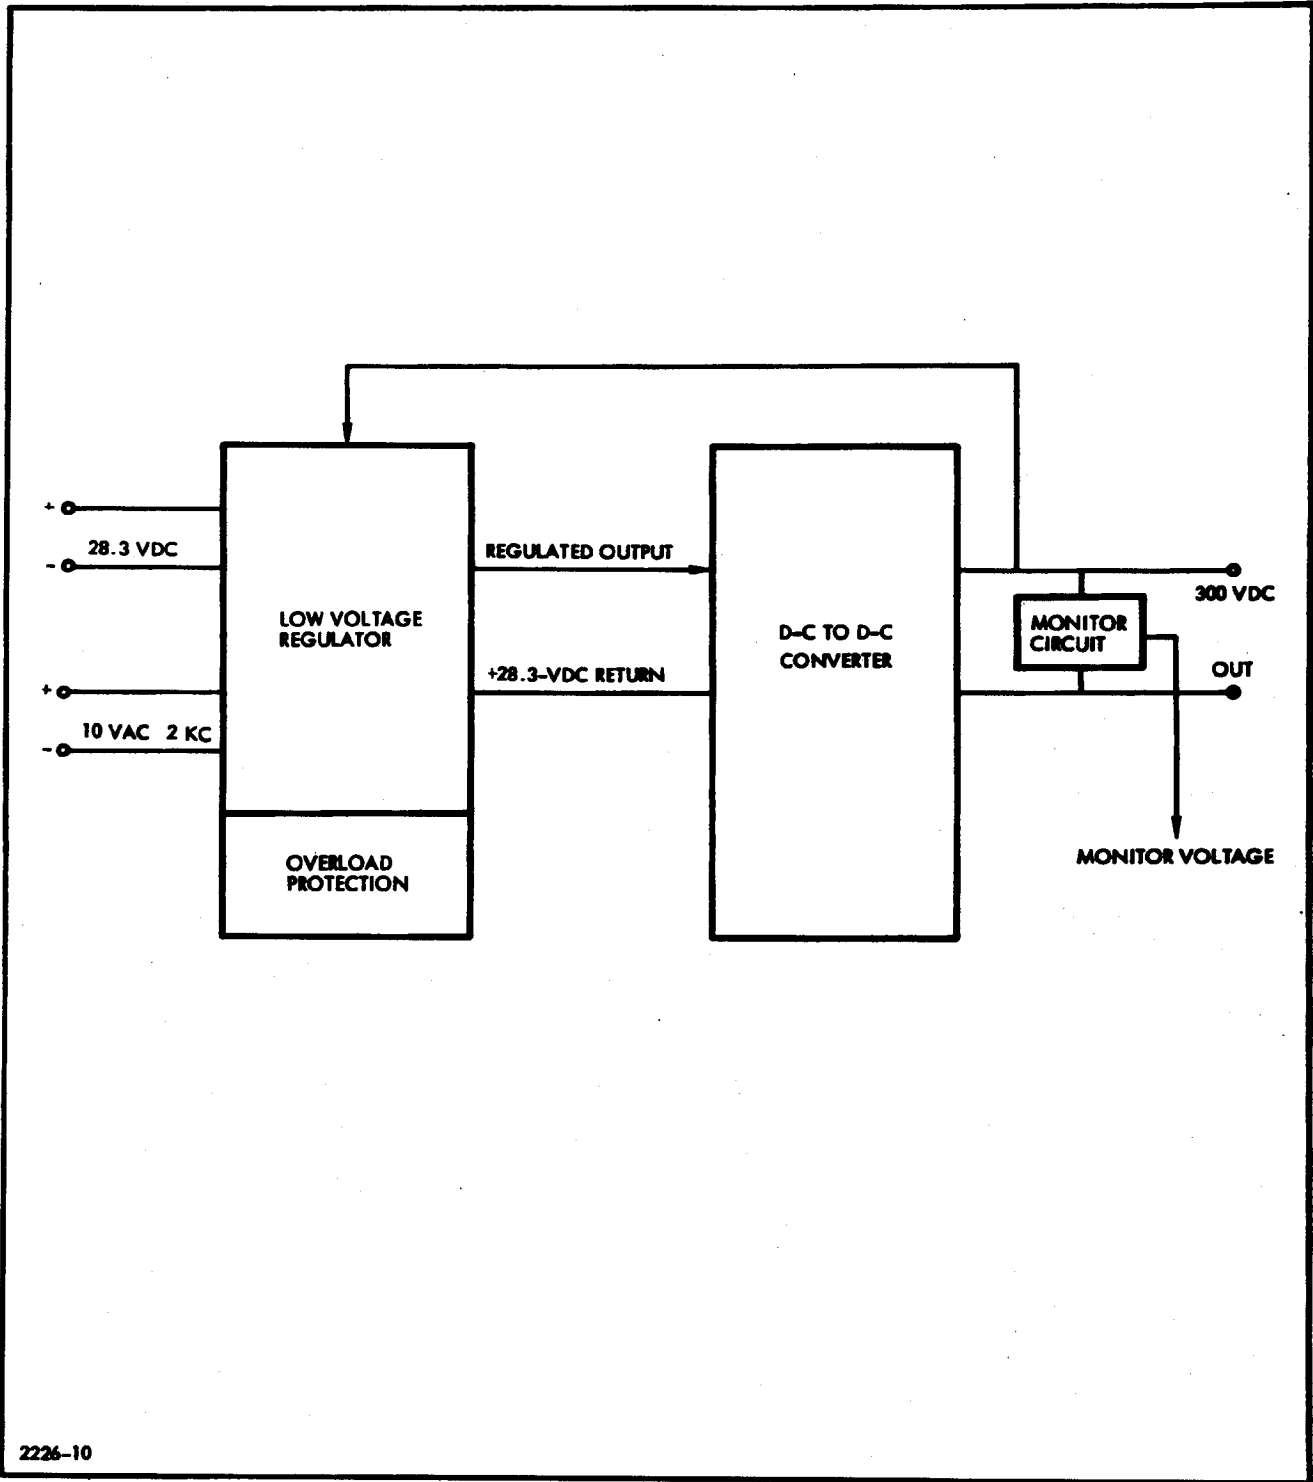 +
28.3 VDC
-
+
10 VAC 2 KC
-
LOW VOLTAGE
REGULATOR
OVERLOAD
PROTECTION
REGULATED OUTPUT
+28.3-VDC RETURN
D-C TO D-C
CONVERTER
300 VDC
MONITOR
CIRCUIT
OUT
MONITOR VOLTAGE
2226-10